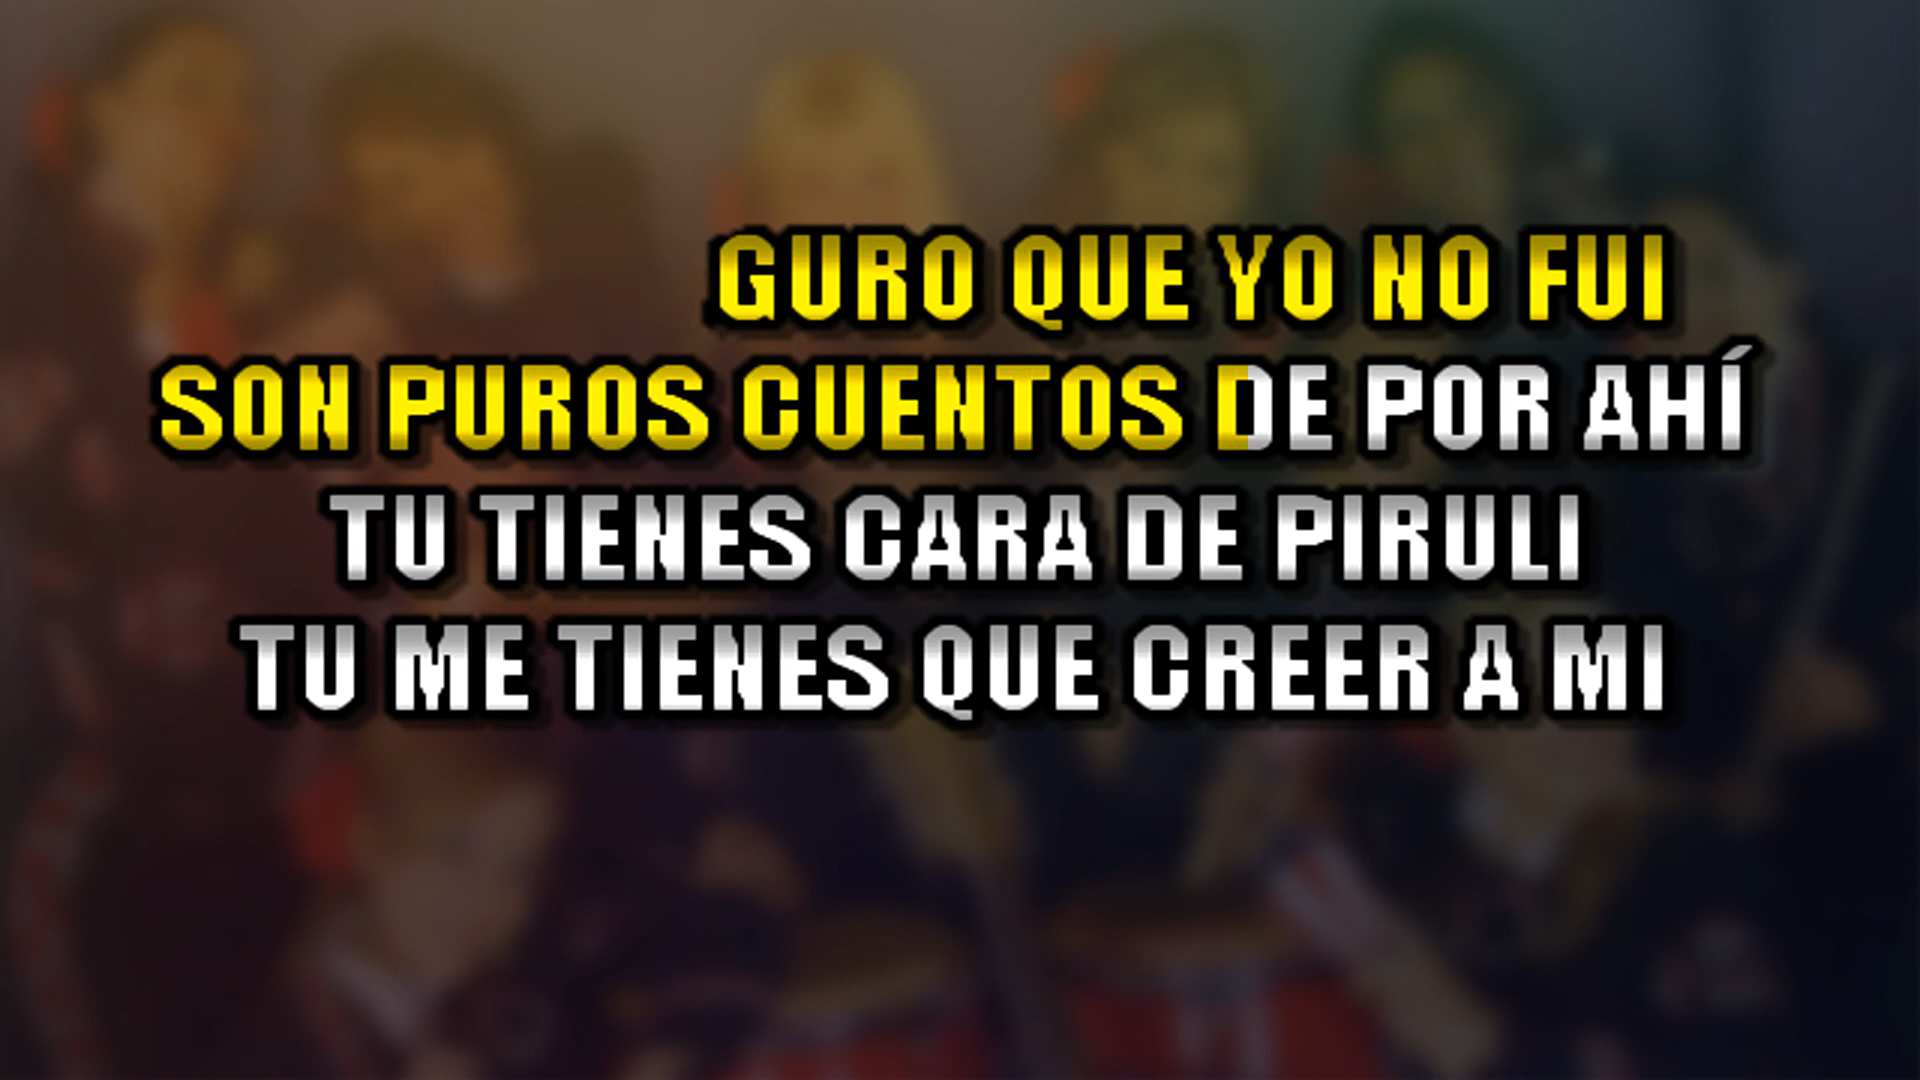 GURO QUE YO NO FUI
SON PUROS CUENTOS DE POR AHÍ
TU TIENES CARA DE PIRULI
TU ME TIENES QUE CREER A MI